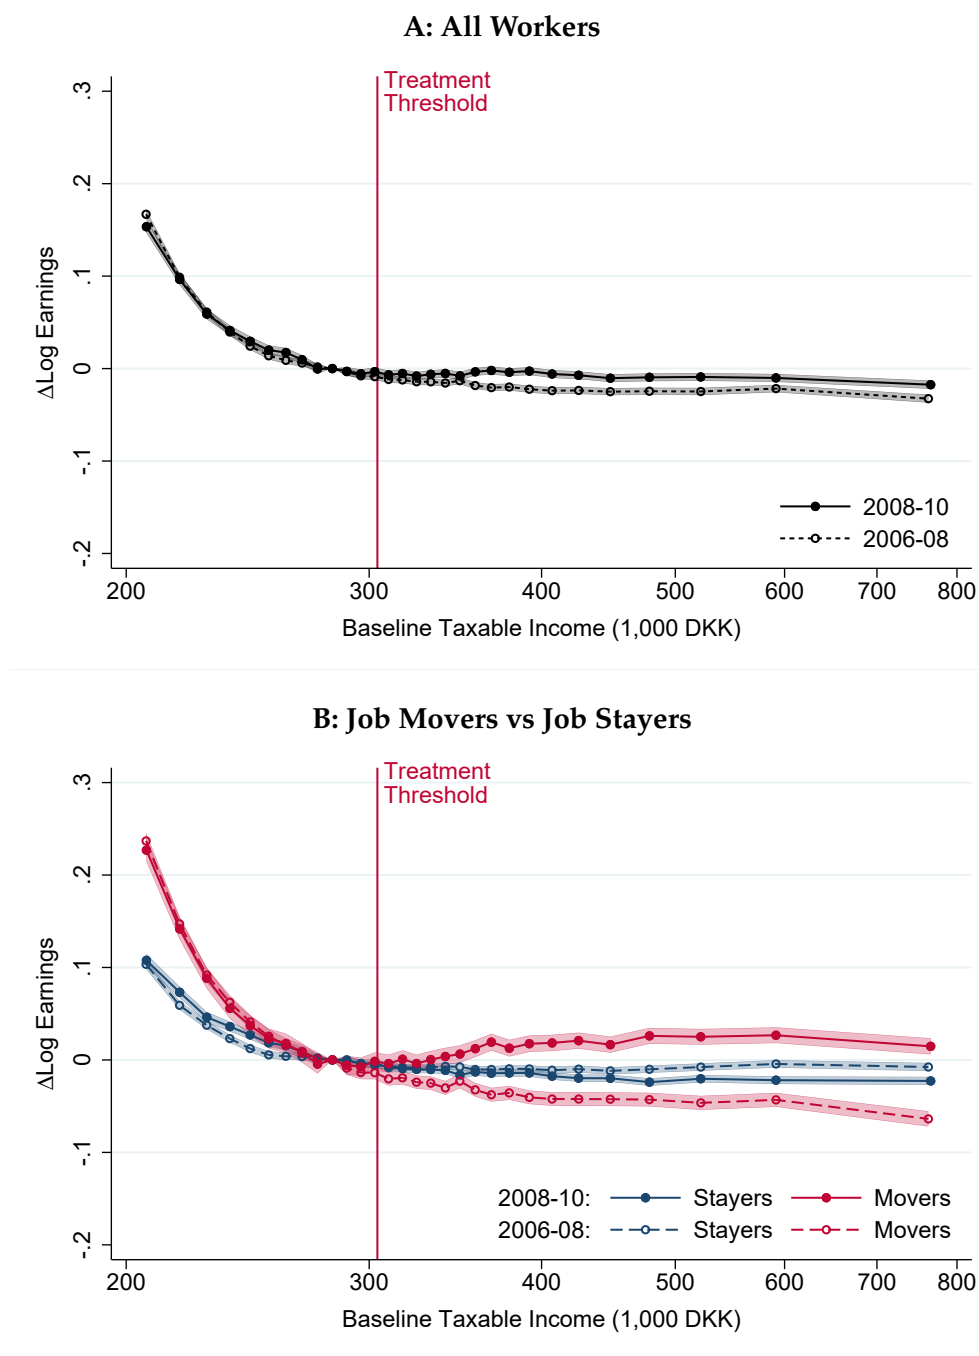 A: All Workers
Treatment
Threshold
.3
.2
.1
0
-.1
-.2
ΔLog Earnings
2008-10
2006-08
200 300 400 500 600 700 800
Baseline Taxable Income (1,000 DKK)
B: Job Movers vs Job Stayers
Treatment
Threshold
.3
.2
.1
0
-.1
-.2
ΔLog Earnings
2008-10: Stayers Movers
2006-08: Stayers Movers
200 300 400 500 600 700 800
Baseline Taxable Income (1,000 DKK)